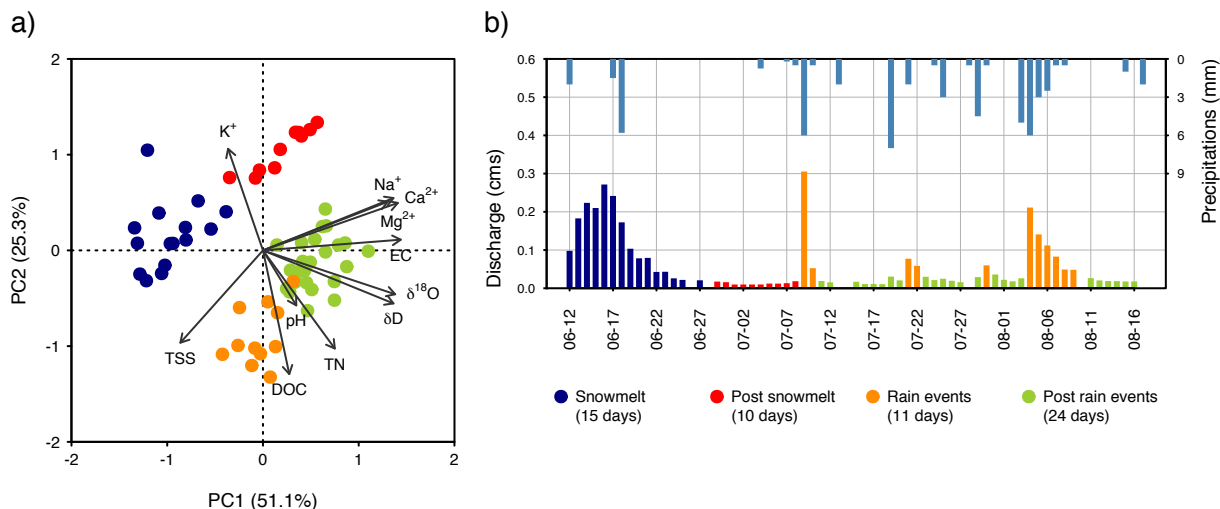 a)
2
1
0
-1
-2
PC2 (25.3%)
-2
-1
0
1
2
PC1 (51.1%)
K⁺
Na⁺
Ca²⁺
Mg²⁺
EC
δ¹⁸O
δD
pH
TN
DOC
TSS
b)
0.6
0.5
0.4
0.3
0.2
0.1
0.0
Discharge (cms)
0
3
6
9
Precipitations (mm)
06-12
06-17
06-22
06-27
07-02
07-07
07-12
07-17
07-22
07-27
08-01
08-06
08-11
08-16
Snowmelt
(15 days)
Post snowmelt
(10 days)
Rain events
(11 days)
Post rain events
(24 days)